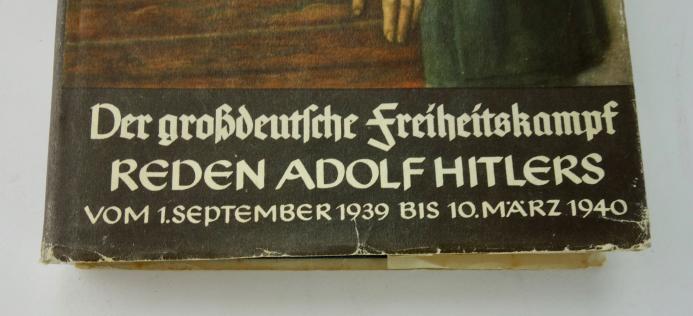 Der großdeutsche Freiheitskampf
REDEN ADOLF HITLERS
VOM 1. SEPTEMBER 1939 BIS 10. MÄRZ 1940